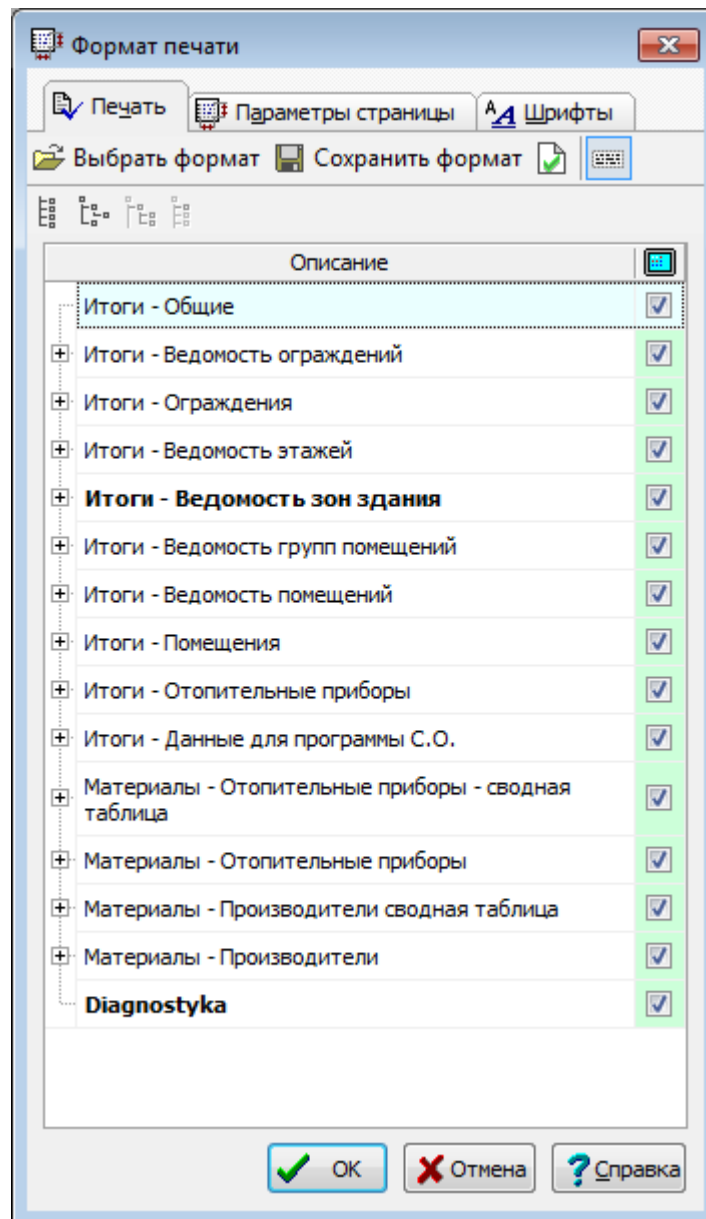 Формат печати
Печать Параметры страницы Шрифты
Выбрать формат Сохранить формат
Описание
Итоги - Общие
Итоги - Ведомость ограждений
Итоги - Ограждения
Итоги - Ведомость этажей
Итоги - Ведомость зон здания
Итоги - Ведомость групп помещений
Итоги - Ведомость помещений
Итоги - Помещения
Итоги - Отопительные приборы
Итоги - Данные для программы С.О.
Материалы - Отопительные приборы - сводная
таблица
Материалы - Отопительные приборы
Материалы - Производители сводная таблица
Материалы - Производители
Diagnostyka
OK Отмена Справка